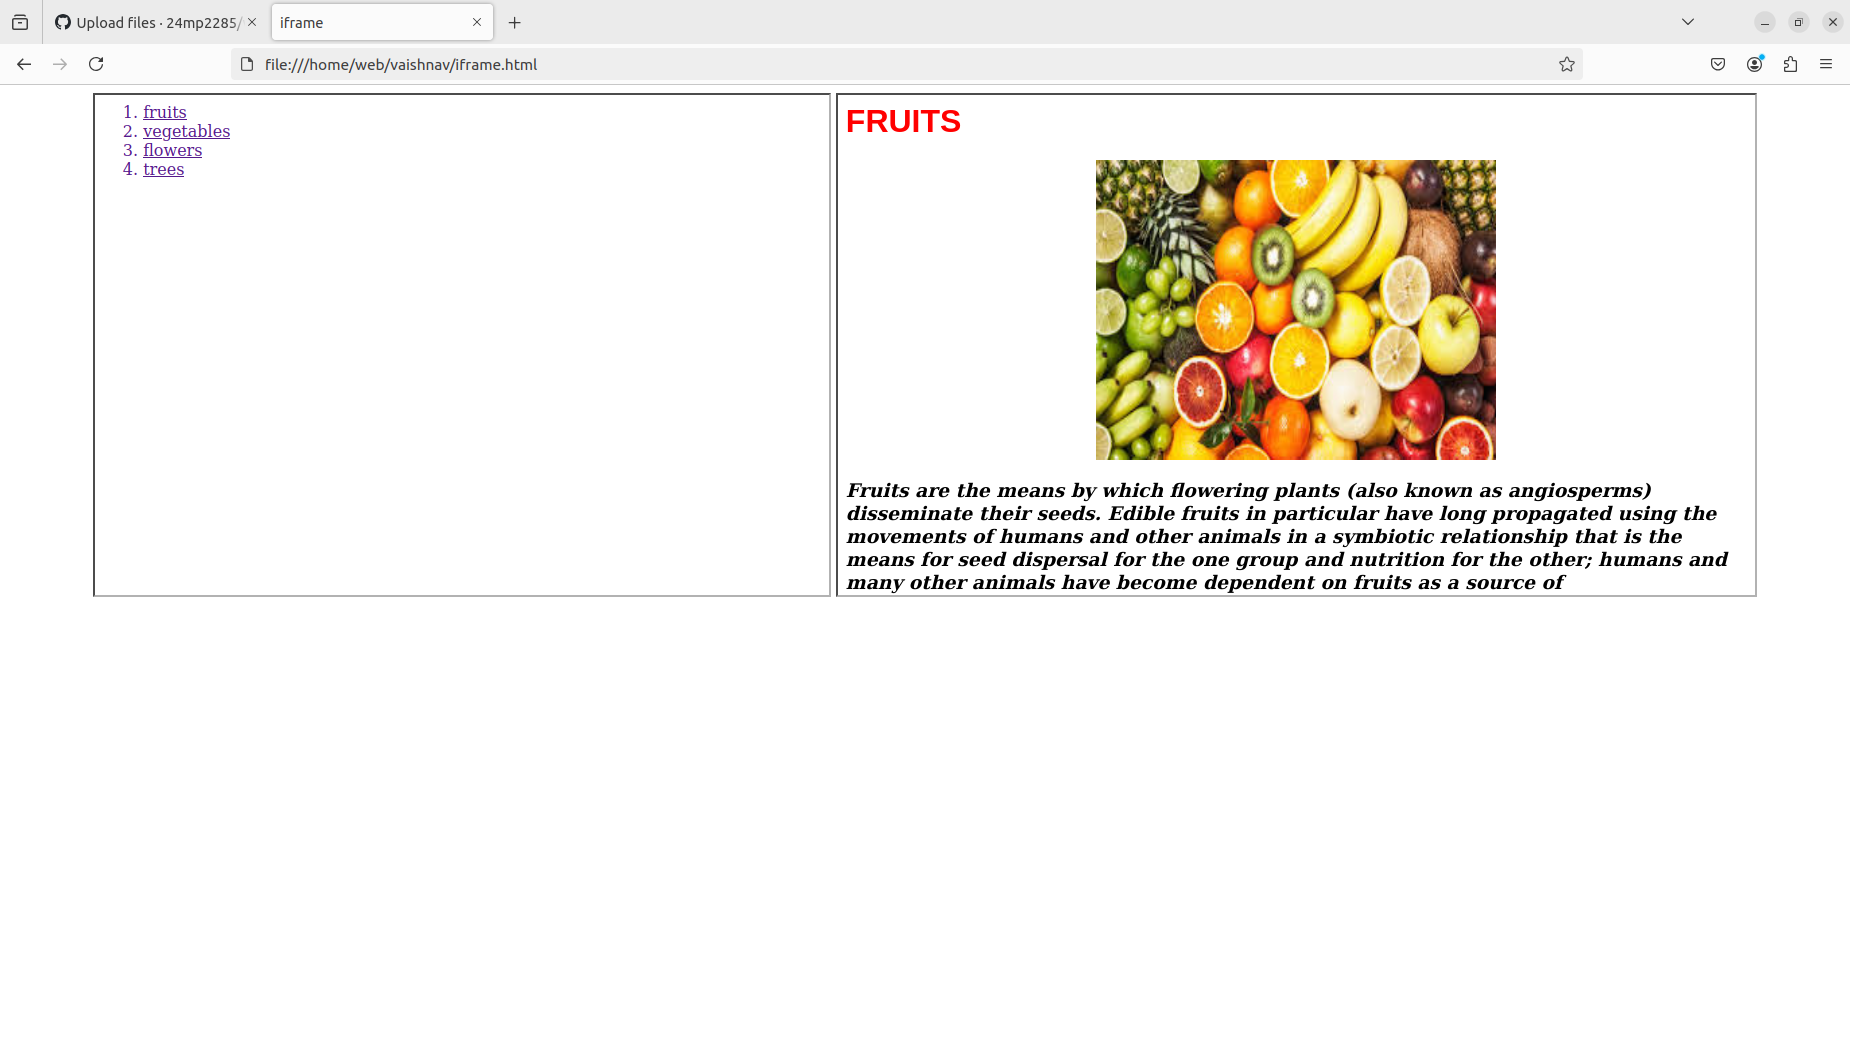 Upload files · 24mp2285/
iframe
file:///home/web/vaishnav/iframe.html
1. fruits
2. vegetables
3. flowers
4. trees
FRUITS
Fruits are the means by which flowering plants (also known as angiosperms)
disseminate their seeds. Edible fruits in particular have long propagated using the
movements of humans and other animals in a symbiotic relationship that is the
means for seed dispersal for the one group and nutrition for the other; humans and
many other animals have become dependent on fruits as a source of